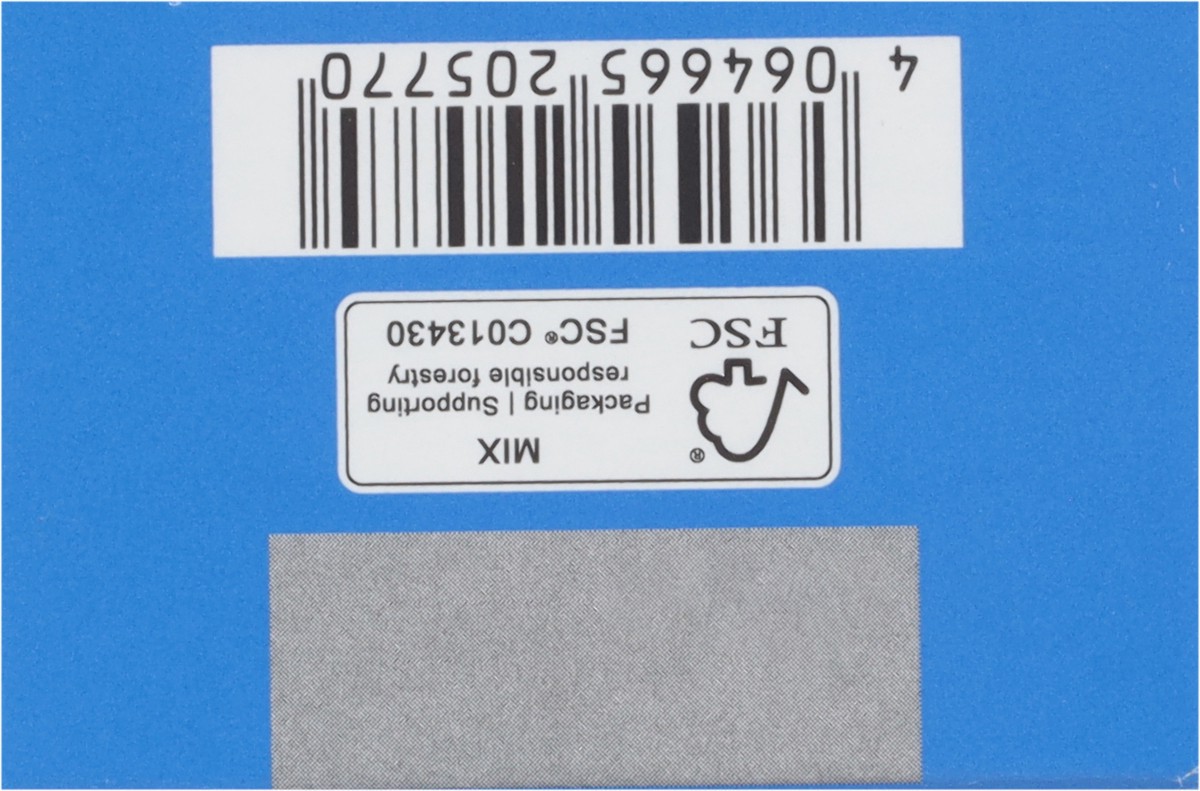 ®
MIX
Packaging | Supporting
responsible forestry
FSC
FSC® C013430
4 064665 205770